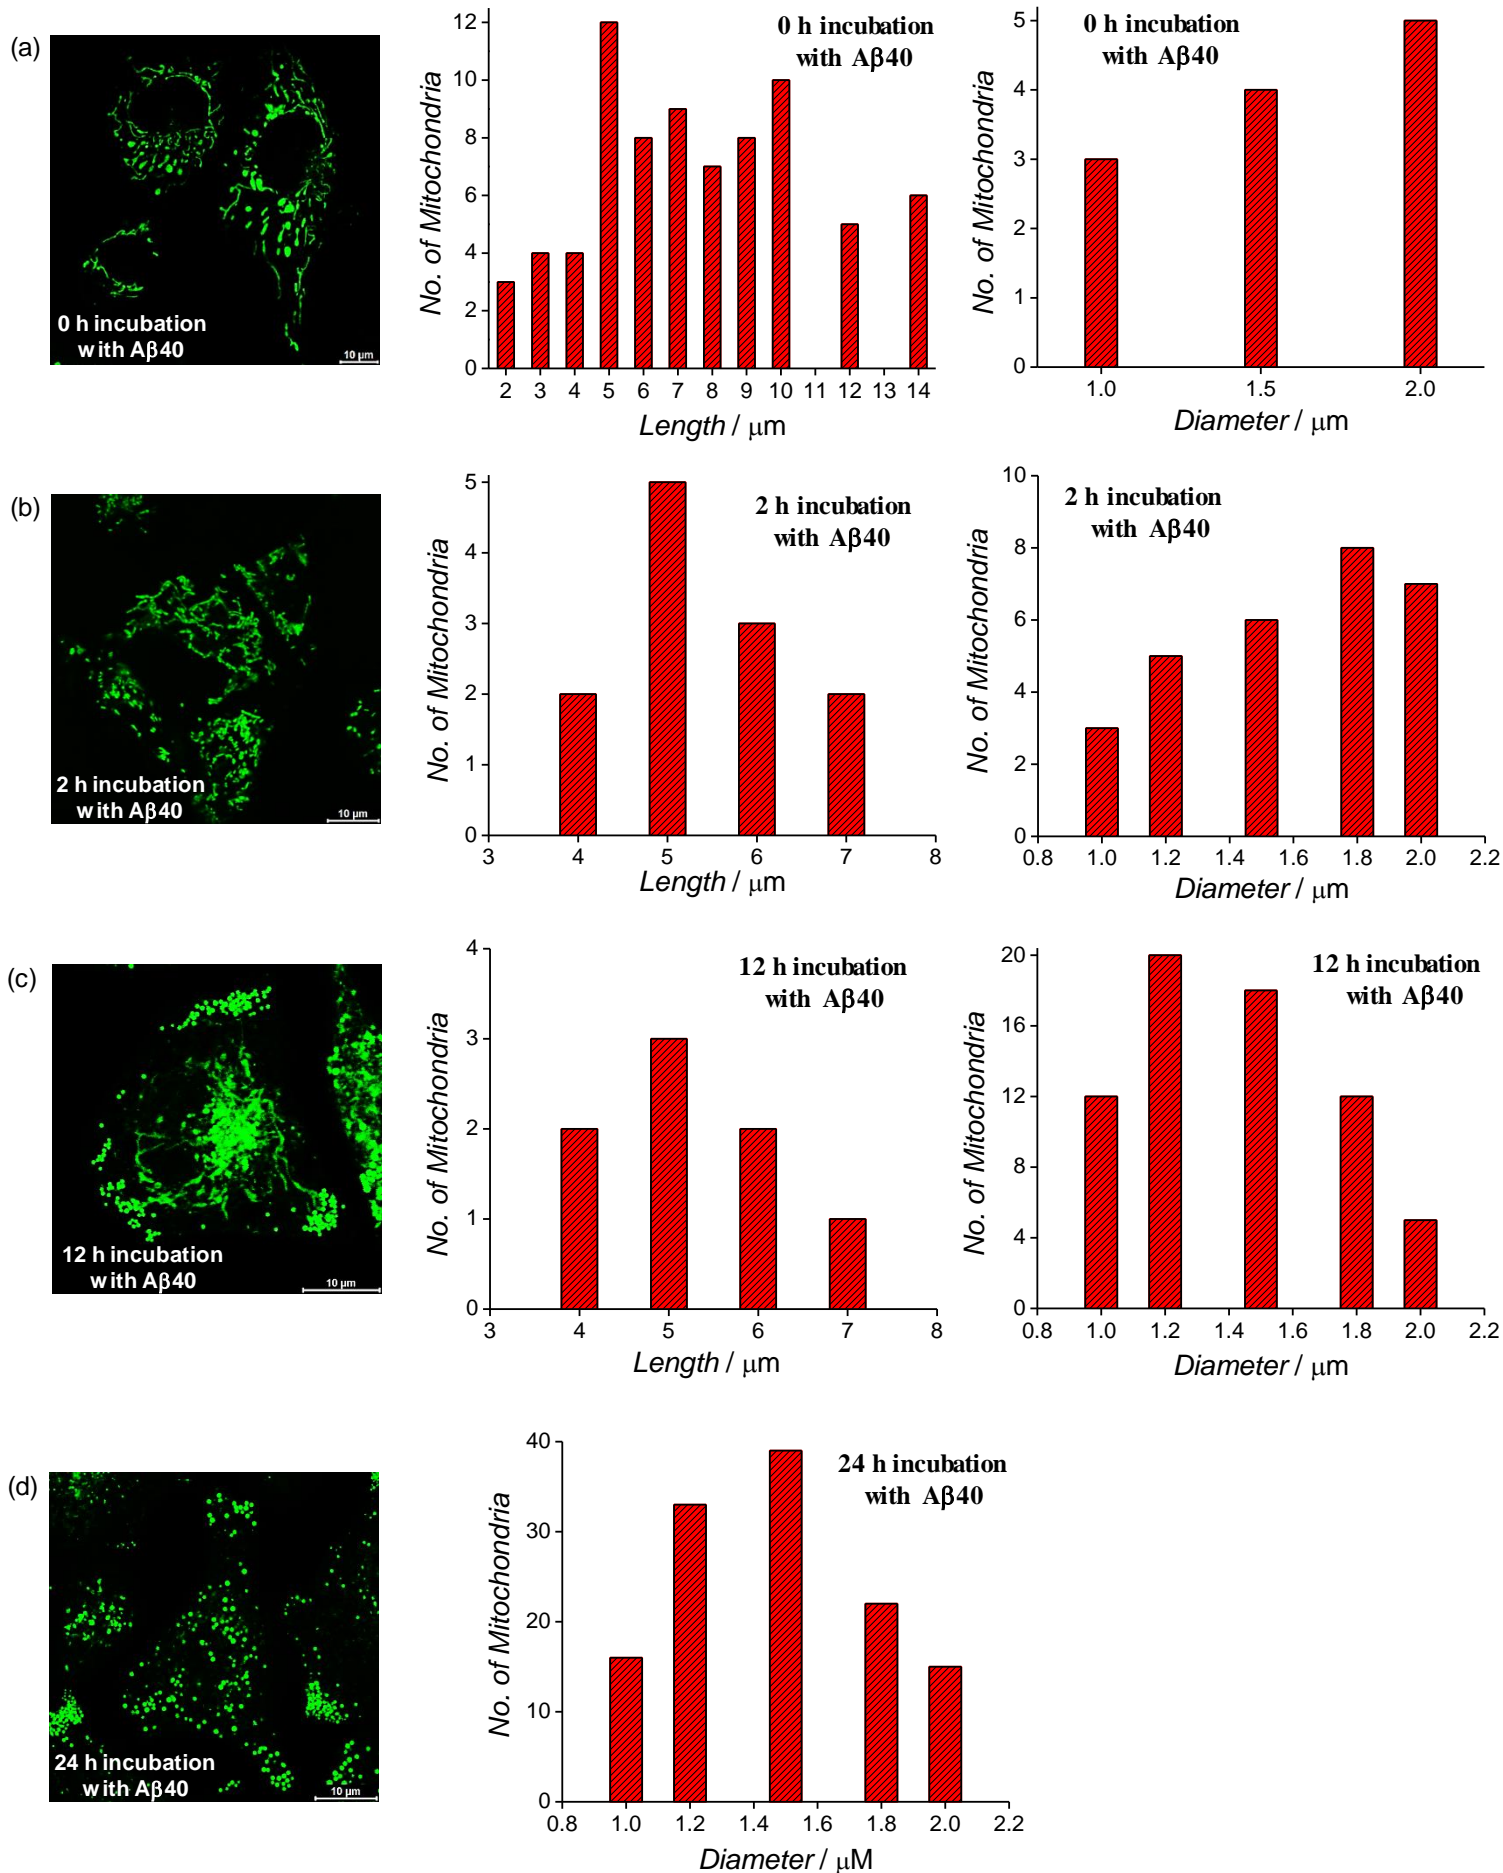 (a)
0 h incubation
with Aβ40
10 µm
No. of Mitochondria
12
10
8
6
4
2
0
0 h incubation
with Aβ40
2 3 4 5 6 7 8 9 10 11 12 13 14
Length / µm
No. of Mitochondria
5
4
3
2
1
0
0 h incubation
with Aβ40
1.0 1.5 2.0
Diameter / µm
(b)
2 h incubation
with Aβ40
10 µm
No. of Mitochondria
5
4
3
2
1
0
2 h incubation
with Aβ40
3 4 5 6 7 8
Length / µm
No. of Mitochondria
10
8
6
4
2
0
2 h incubation
with Aβ40
0.8 1.0 1.2 1.4 1.6 1.8 2.0 2.2
Diameter / µm
(c)
12 h incubation
with Aβ40
10 µm
No. of Mitochondria
4
3
2
1
0
12 h incubation
with Aβ40
3 4 5 6 7 8
Length / µm
No. of Mitochondria
20
16
12
8
4
0
12 h incubation
with Aβ40
0.8 1.0 1.2 1.4 1.6 1.8 2.0 2.2
Diameter / µm
(d)
24 h incubation
with Aβ40
10 µm
No. of Mitochondria
40
30
20
10
0
24 h incubation
with Aβ40
0.8 1.0 1.2 1.4 1.6 1.8 2.0 2.2
Diameter / µM